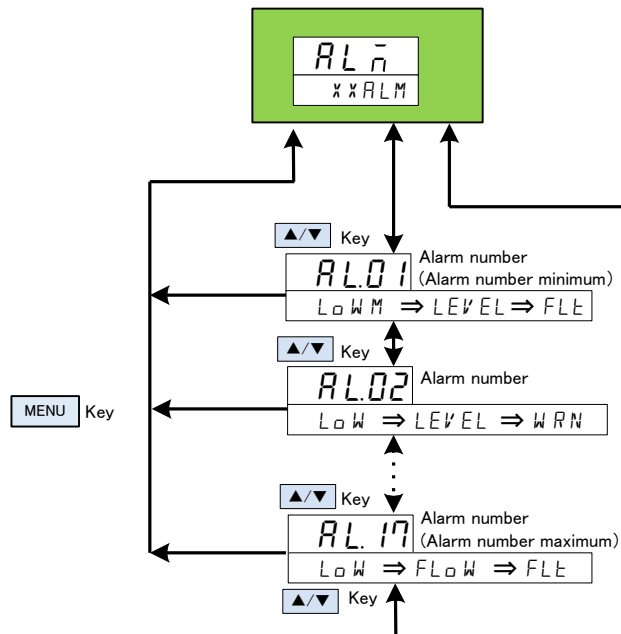 AL n̄
xxALM
▲/▼ Key
Alarm number
(Alarm number minimum)
AL.01
LoWM ⇒ LEVEL ⇒ FLt
▲/▼ Key
Alarm number
AL.02
LoW ⇒ LEVEL ⇒ WRN
MENU Key
▲/▼ Key
Alarm number
(Alarm number maximum)
AL.17
LoW ⇒ FLoW ⇒ FLt
▲/▼ Key